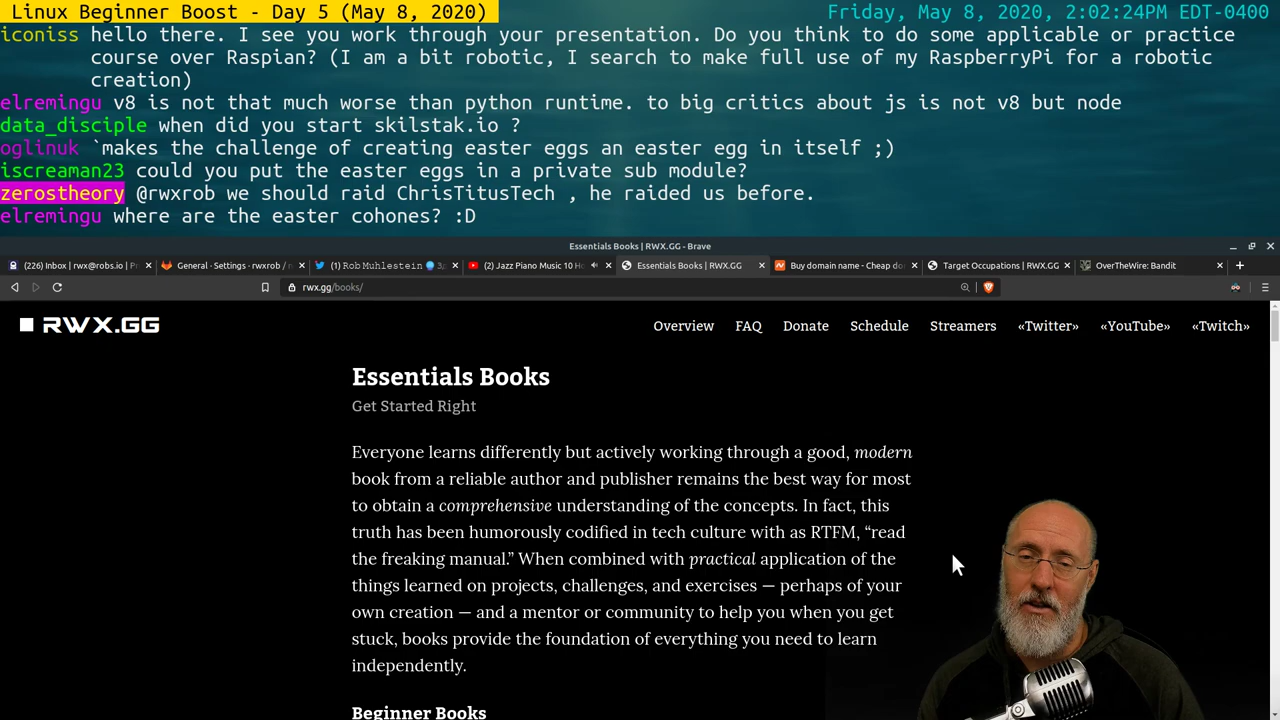 Linux Beginner Boost - Day 5 (May 8, 2020)
Friday, May 8, 2020, 2:02:24PM EDT-0400
iconiss hello there. I see you work through your presentation. Do you think to do some applicable or practice
course over Raspian? (I am a bit robotic, I search to make full use of my RaspberryPi for a robotic
creation)
elremingu v8 is not that much worse than python runtime. to big critics about js is not v8 but node
data_disciple when did you start skilstak.io ?
oglinuk `makes the challenge of creating easter eggs an easter egg in itself ;)
iscreaman23 could you put the easter eggs in a private sub module?
zerostheory @rwxrob we should raid ChrisTitusTech , he raided us before.
elremingu where are the easter cohones? :D
Essentials Books | RWX.GG - Brave
(226) Inbox | rwx@robs.io | Pr
General · Settings · rwxrob / rw
(1) Rob Muhlestein
(2) Jazz Piano Music 10 Ho
Essentials Books | RWX.GG
Buy domain name - Cheap do
Target Occupations | RWX.GG
OverTheWire: Bandit
rwx.gg/books/
RWX.GG
Overview FAQ Donate Schedule Streamers «Twitter» «YouTube» «Twitch»
Essentials Books
Get Started Right
Everyone learns differently but actively working through a good, modern
book from a reliable author and publisher remains the best way for most
to obtain a comprehensive understanding of the concepts. In fact, this
truth has been humorously codified in tech culture with as RTFM, “read
the freaking manual.” When combined with practical application of the
things learned on projects, challenges, and exercises — perhaps of your
own creation — and a mentor or community to help you when you get
stuck, books provide the foundation of everything you need to learn
independently.
Beginner Books